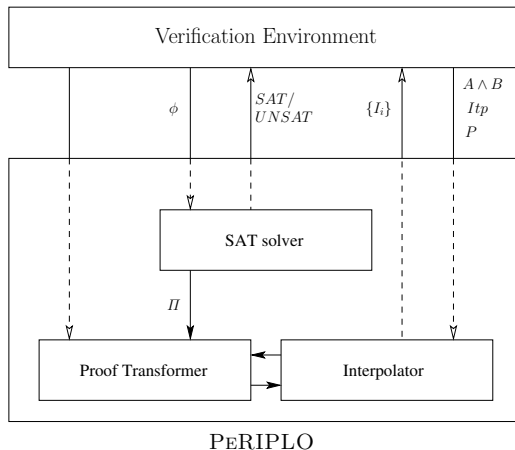 Verification Environment
ϕ
SAT/
UNSAT
{I_i}
A ∧ B
Itp
P
SAT solver
Π
Proof Transformer
Interpolator
PeRIPLO